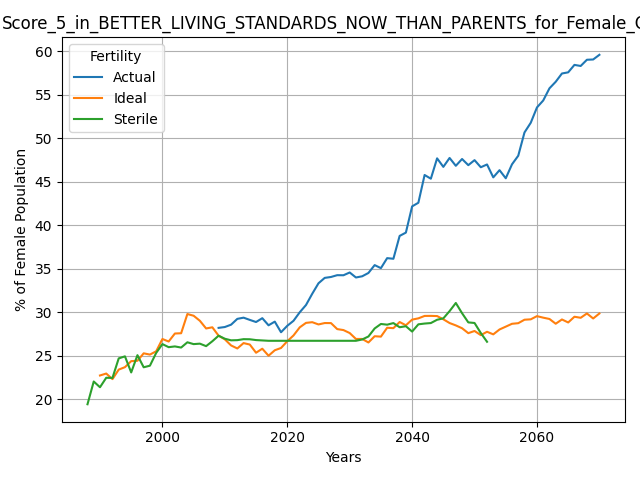 Score_5_in_BETTER_LIVING_STANDARDS_NOW_THAN_PARENTS_for_Female_
Fertility
Actual
Ideal
Sterile
% of Female Population
60
55
50
45
40
35
30
25
20
2000
2020
2040
2060
Years